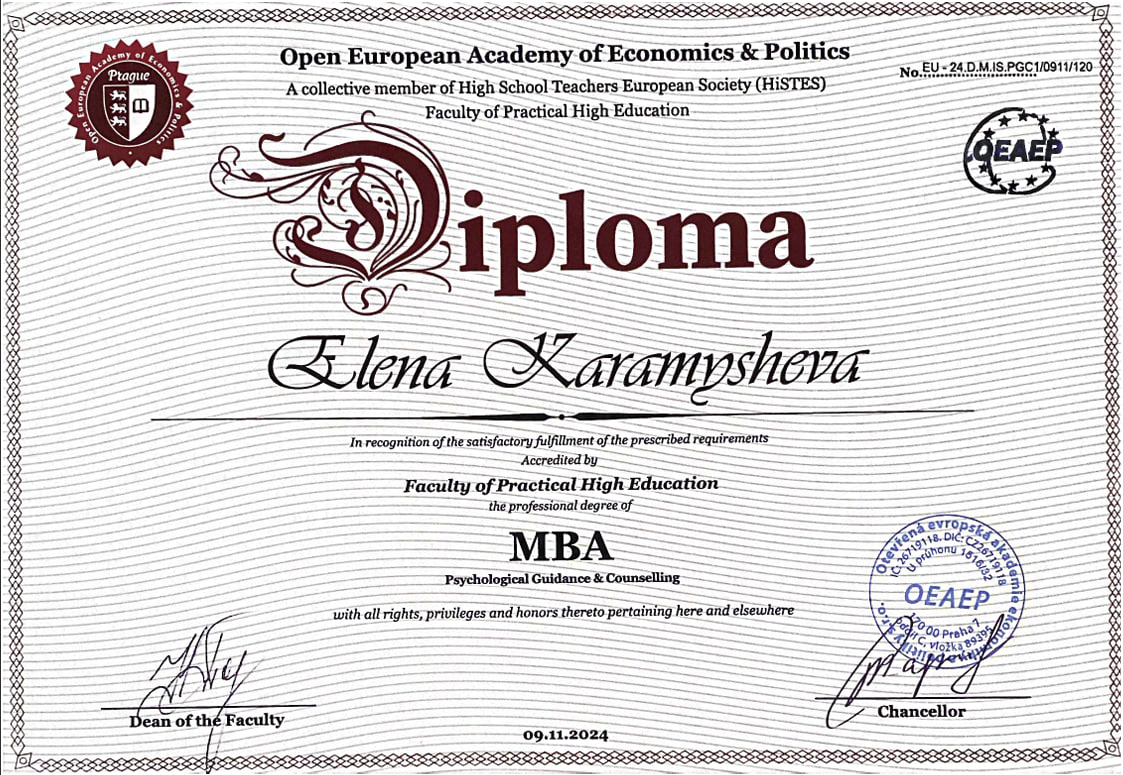 Open European Academy of Economics & Politics
A collective member of High School Teachers European Society (HiSTES)
Faculty of Practical High Education
No. EU - 24.D.M.IS.PGC1/0911/120
Open European Academy of Economics & Politics
Prague
OEAEP
Diploma
Elena Karamysheva
In recognition of the satisfactory fulfillment of the prescribed requirements
Accredited by
Faculty of Practical High Education
the professional degree of
MBA
Psychological Guidance & Counselling
with all rights, privileges and honors thereto pertaining here and elsewhere
Otevřená evropská akademie ekonomiky a politiky s.r.o.
IČ:26719118. DIČ: CZ26719118
U průhonu 1516/32
OEAEP
170 00 Praha 7
oddíl C. vložka 89395
Dean of the Faculty
Chancellor
09.11.2024